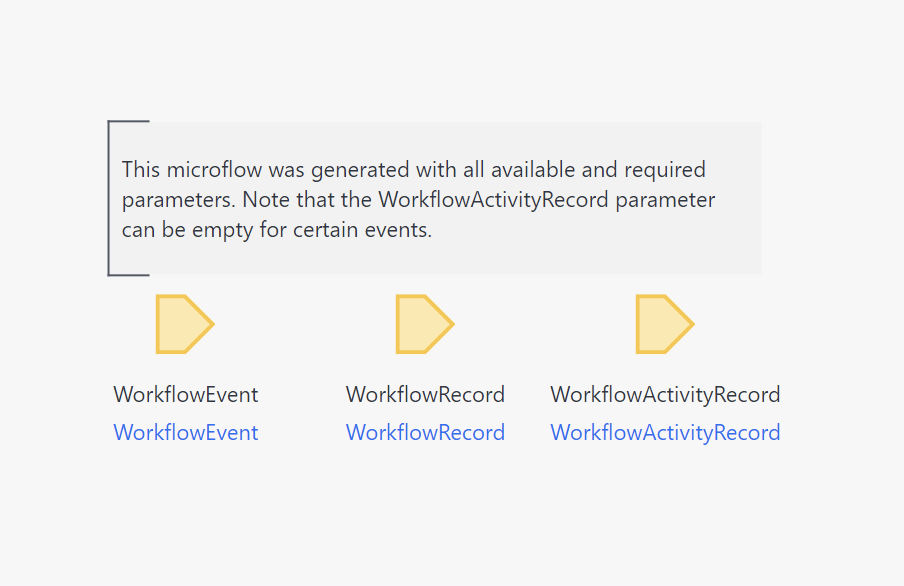 This microflow was generated with all available and required
parameters. Note that the WorkflowActivityRecord parameter
can be empty for certain events.
WorkflowEvent
WorkflowRecord
WorkflowActivityRecord
WorkflowEvent
WorkflowRecord
WorkflowActivityRecord